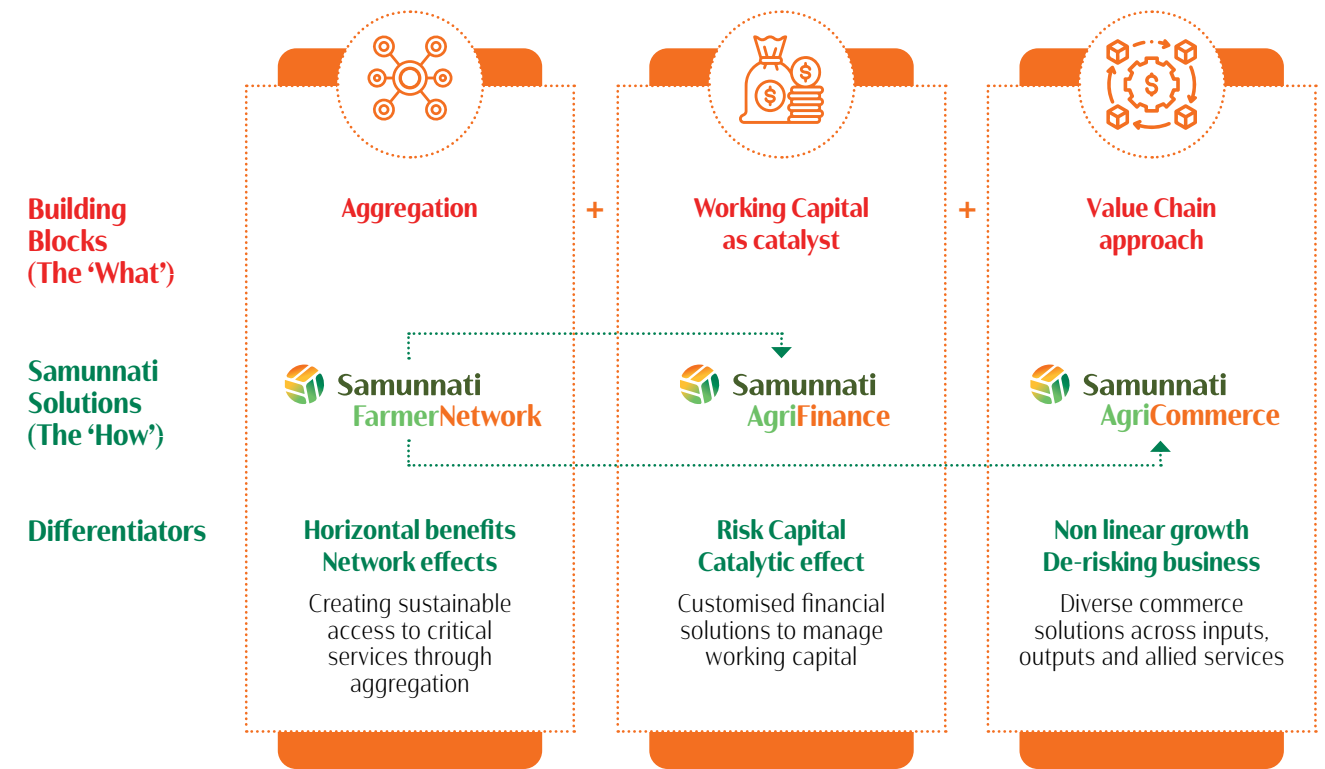 Building
Blocks
(The ‘What’)
Aggregation
+
Working Capital
as catalyst
+
Value Chain
approach
Samunnati
Solutions
(The ‘How’)
Samunnati
FarmerNetwork
Samunnati
AgriFinance
Samunnati
AgriCommerce
Differentiators
Horizontal benefits
Network effects
Creating sustainable
access to critical
services through
aggregation
Risk Capital
Catalytic effect
Customised financial
solutions to manage
working capital
Non linear growth
De-risking business
Diverse commerce
solutions across inputs,
outputs and allied services